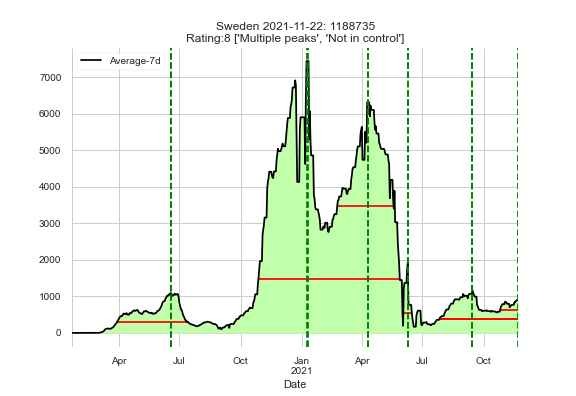 Sweden 2021-11-22: 1188735
Rating:8 ['Multiple peaks', 'Not in control']
Average-7d
7000
6000
5000
4000
3000
2000
1000
0
Apr Jul Oct Jan Apr Jul Oct
2021
Date